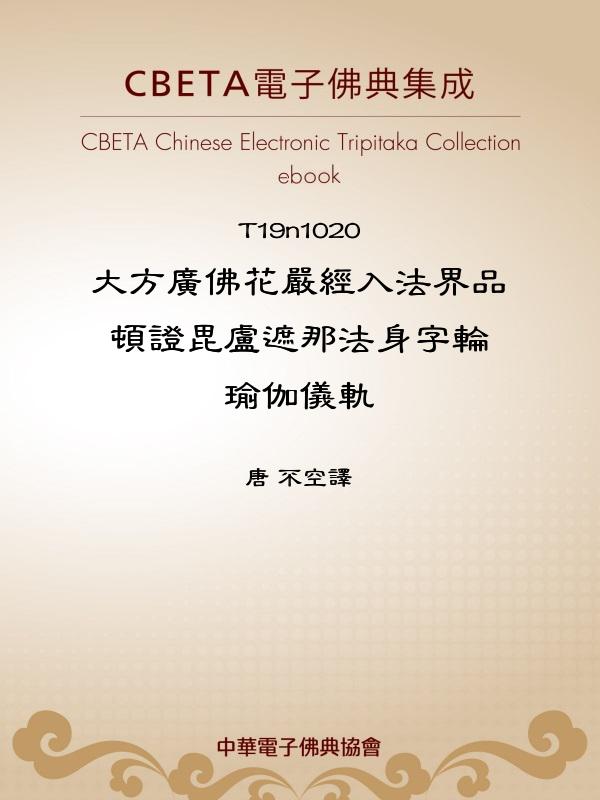 CBETA電子佛典集成
CBETA Chinese Electronic Tripitaka Collection
ebook
T19n1020
大方廣佛花嚴經入法界品
頓證毘盧遮那法身字輪
瑜伽儀軌
唐 不空譯
中華電子佛典協會